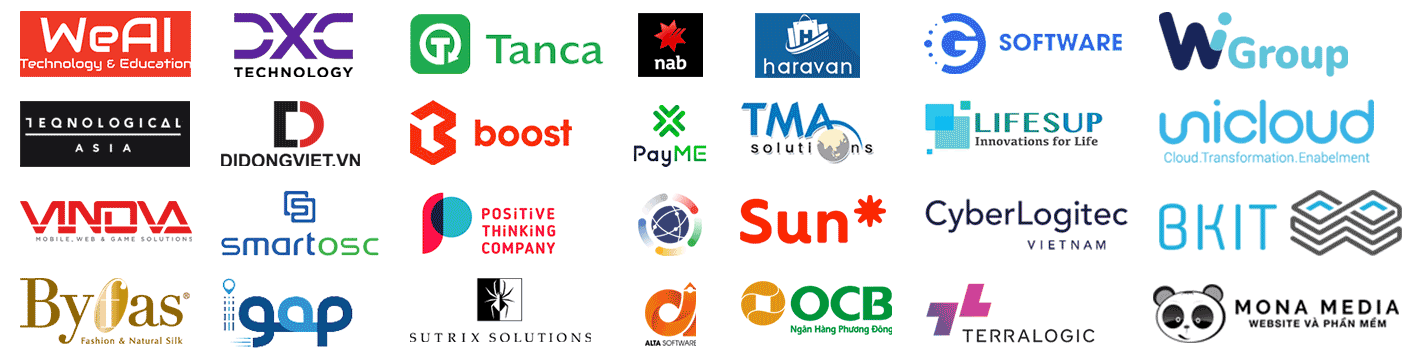 WeAI
Technology & Education
DXC
TECHNOLOGY
Tanca
nab
H
haravan
G SOFTWARE
Wi Group
TEQNOLOGICAL
ASIA
DIDONGVIET.VN
boost
PayME
TMA
solutions
LIFESUP
Innovations for Life
unicloud
Cloud.Transformation.Enabelment
VINOVA
MOBILE, WEB & GAME SOLUTIONS
smartosc
POSiTiVE
THiNKiNG
COMPANY
Sun*
CyberLogitec
VIETNAM
BKIT
Byfas®
Fashion & Natural Silk
igap
SUTRIX SOLUTIONS
ALTA SOFTWARE
OCB
Ngân Hàng Phương Đông
TERRALOGIC
MONA MEDIA
WEBSITE VÀ PHẦN MỀM